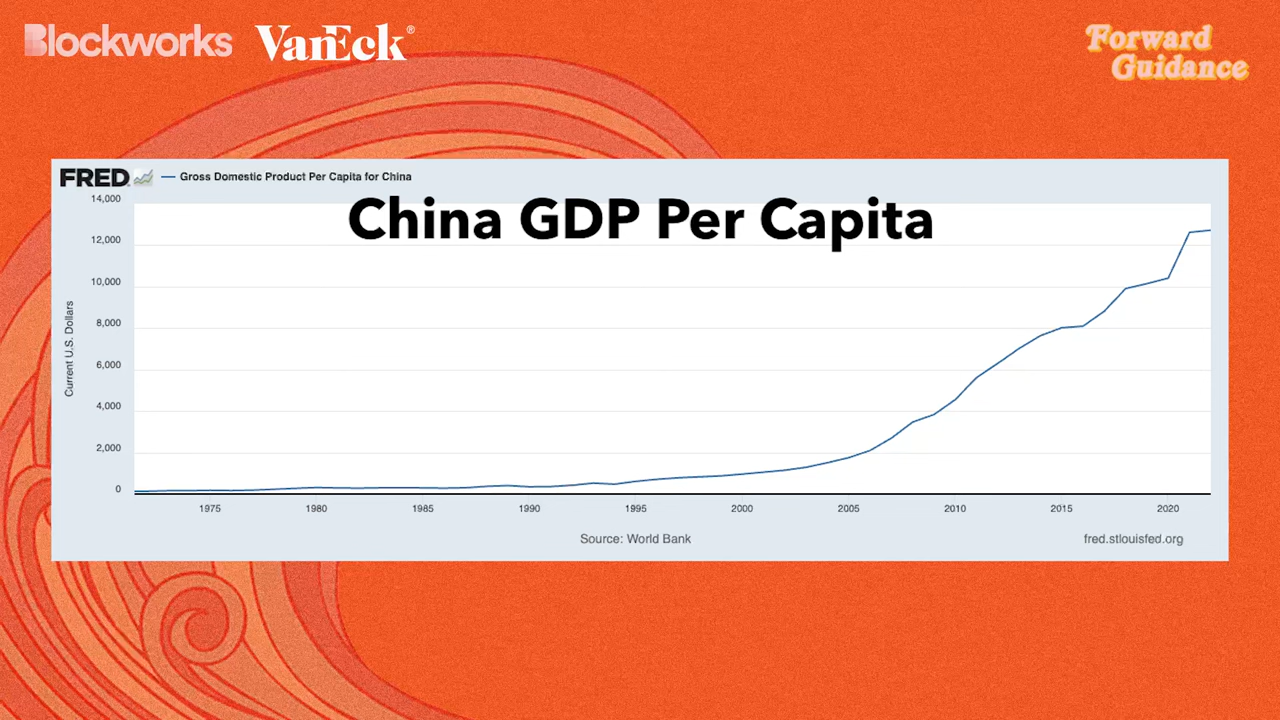 Blockworks
VanEck®
Forward
Guidance
FRED
Gross Domestic Product Per Capita for China
China GDP Per Capita
14,000
12,000
10,000
8,000
6,000
4,000
2,000
0
Current U.S. Dollars
1975
1980
1985
1990
1995
2000
2005
2010
2015
2020
Source: World Bank
fred.stlouisfed.org